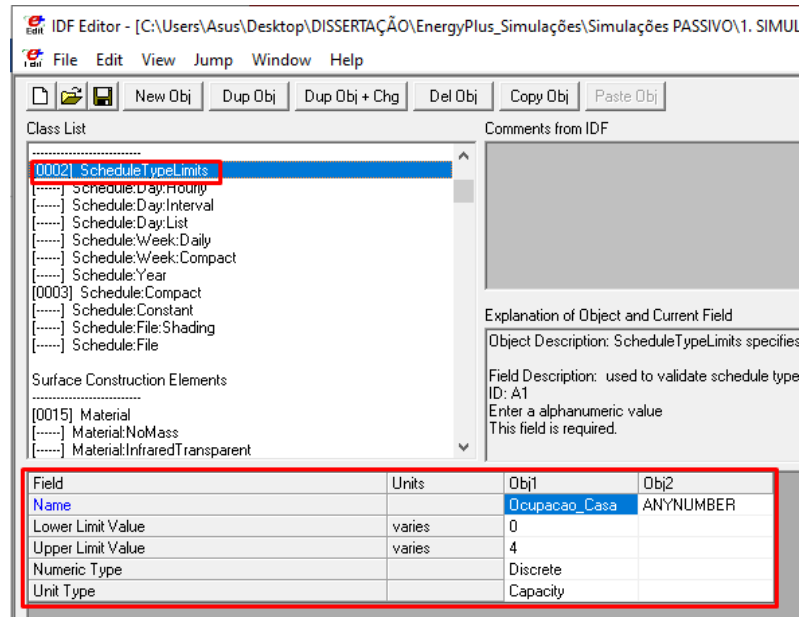 IDF Editor - [C:\Users\Asus\Desktop\DISSERTAÇÃO\EnergyPlus_Simulações\Simulações PASSIVO\1. SIMUL
File Edit View Jump Window Help
New Obj Dup Obj Dup Obj + Chg Del Obj Copy Obj Paste Obj
Class List
Comments from IDF
----------------------------
[0002] ScheduleTypeLimits
[------] Schedule:Day:Hourly
[------] Schedule:Day:Interval
[------] Schedule:Day:List
[------] Schedule:Week:Daily
[------] Schedule:Week:Compact
[------] Schedule:Year
[0003] Schedule:Compact
[------] Schedule:Constant
[------] Schedule:File:Shading
[------] Schedule:File
Surface Construction Elements
----------------------------
[0015] Material
[------] Material:NoMass
[------] Material:InfraredTransparent
Explanation of Object and Current Field
Object Description: ScheduleTypeLimits specifies
Field Description: used to validate schedule type
ID: A1
Enter a alphanumeric value
This field is required.
Field Units Obj1 Obj2
Name Ocupacao_Casa ANYNUMBER
Lower Limit Value varies 0
Upper Limit Value varies 4
Numeric Type Discrete
Unit Type Capacity